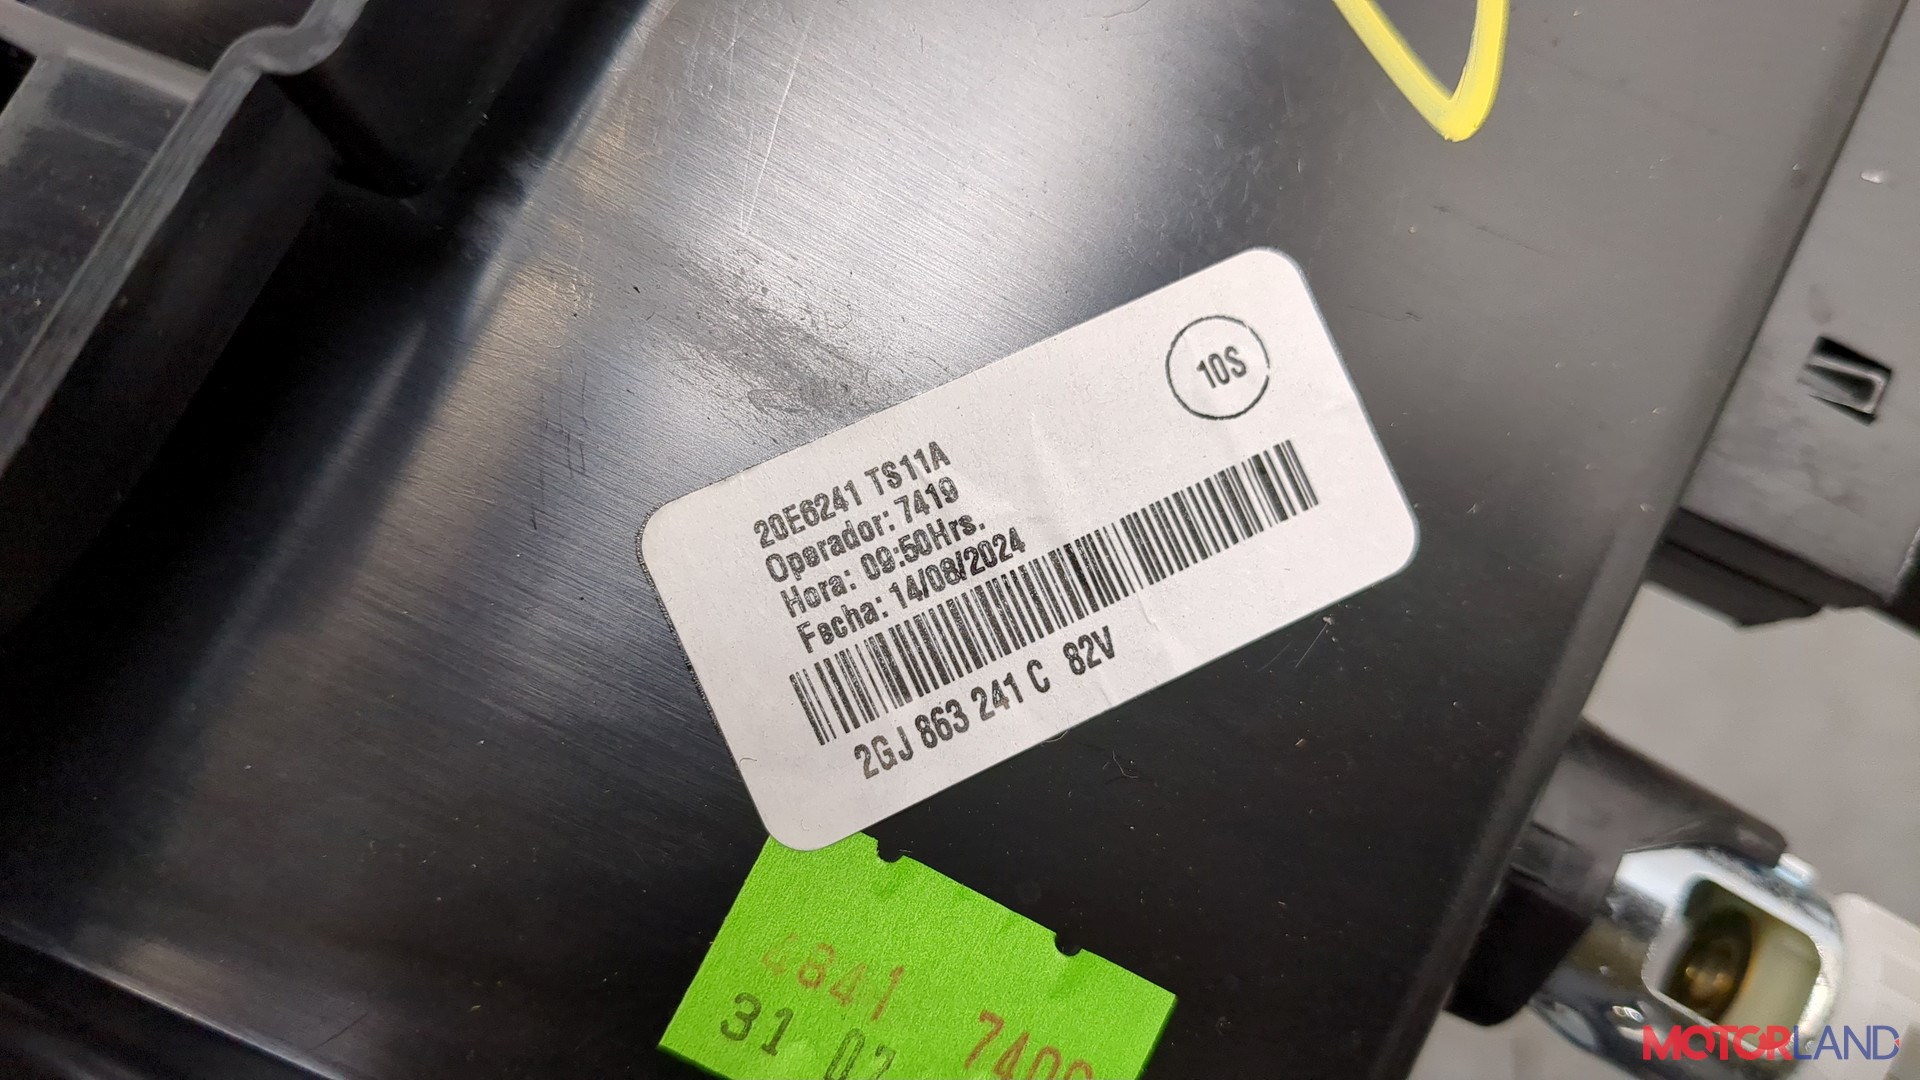 10S
20E6241 TS11A
Operador: 7419
Hora: 09:50Hrs.
Fecha: 14/08/2024
2GJ 863 241 C 82V
4841
31 07
7400
MOTORLAND